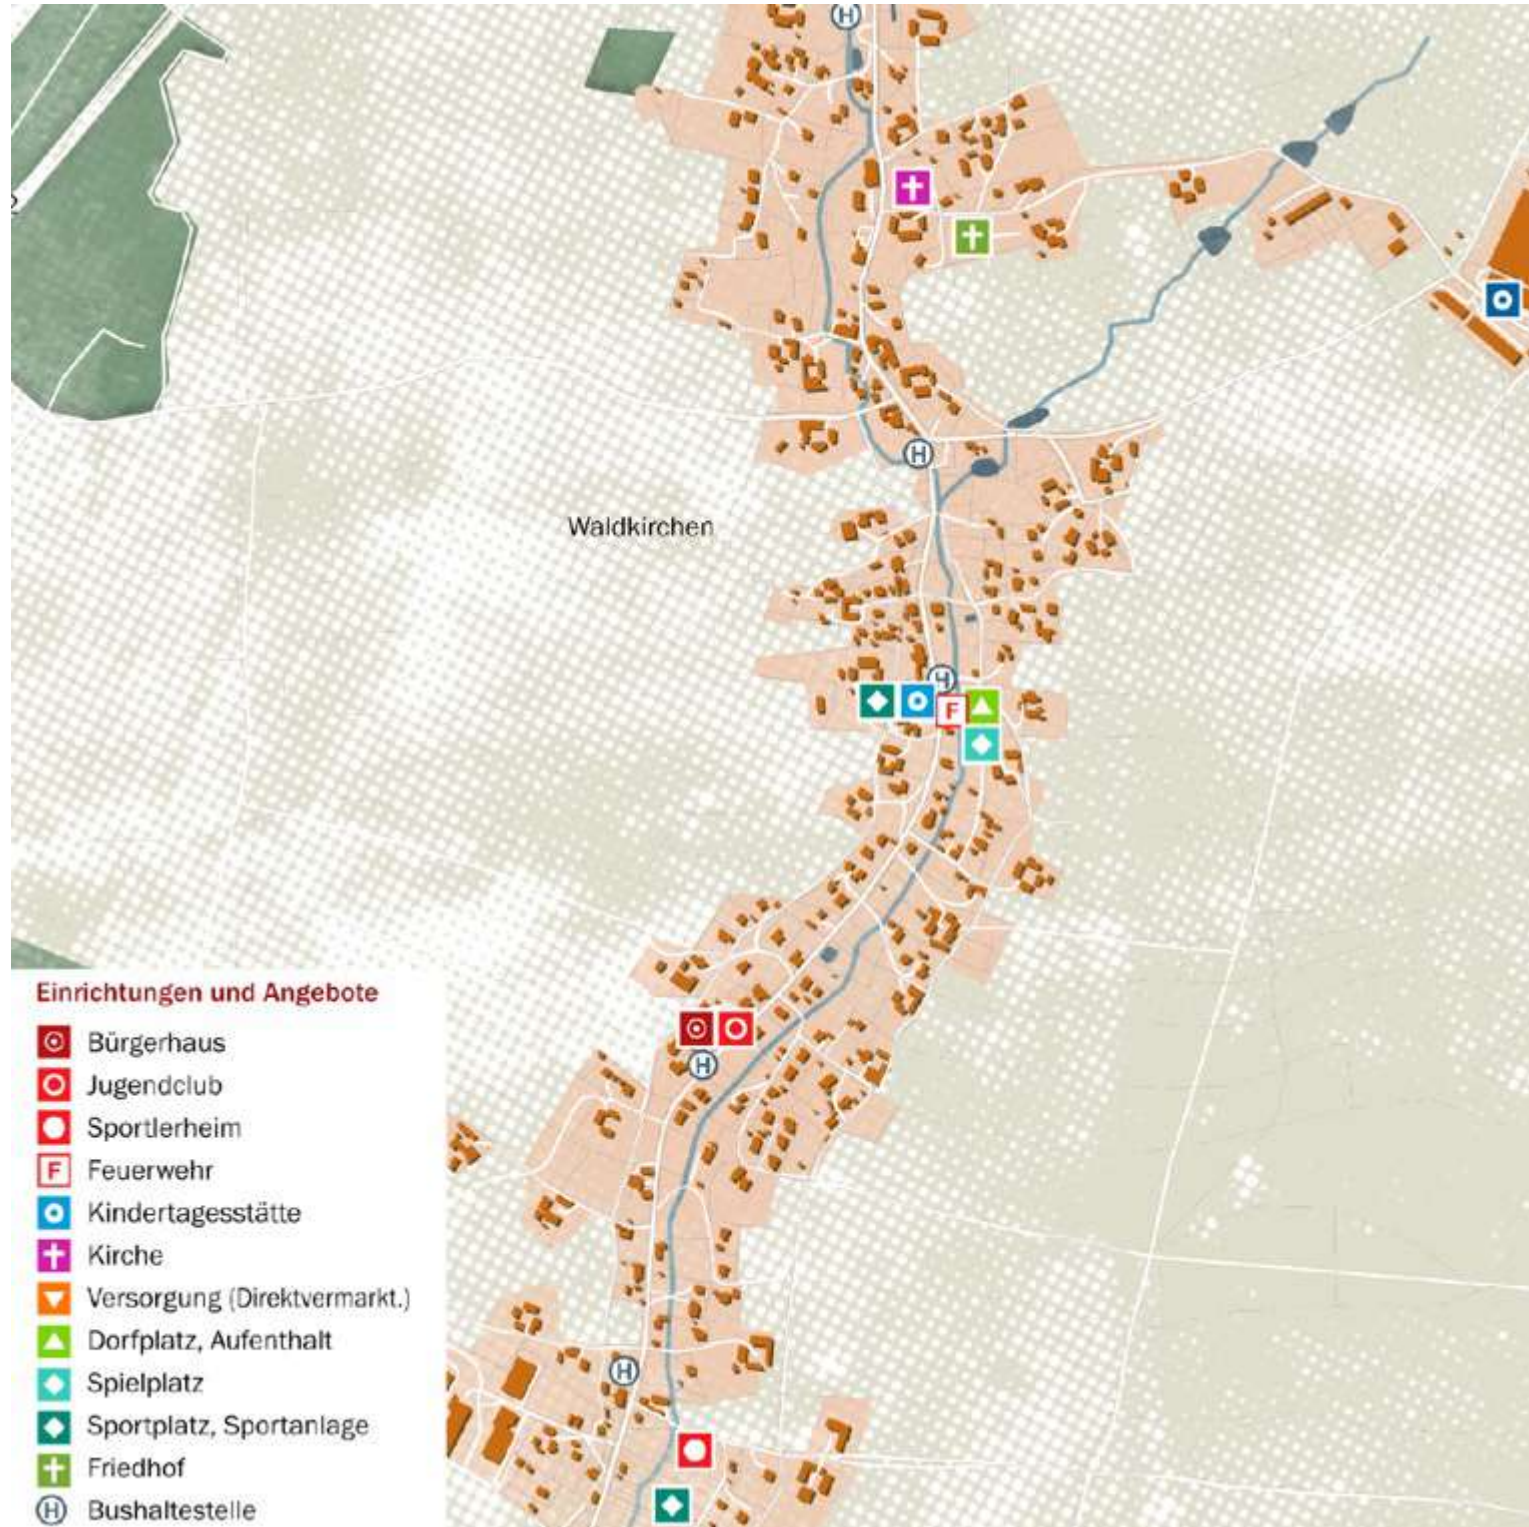 H
H
Waldkirchen
H
F
H
H
Einrichtungen und Angebote
Bürgerhaus
Jugendclub
Sportlerheim
F Feuerwehr
Kindertagesstätte
Kirche
Versorgung (Direktvermarkt.)
Dorfplatz, Aufenthalt
Spielplatz
Sportplatz, Sportanlage
Friedhof
H Bushaltestelle